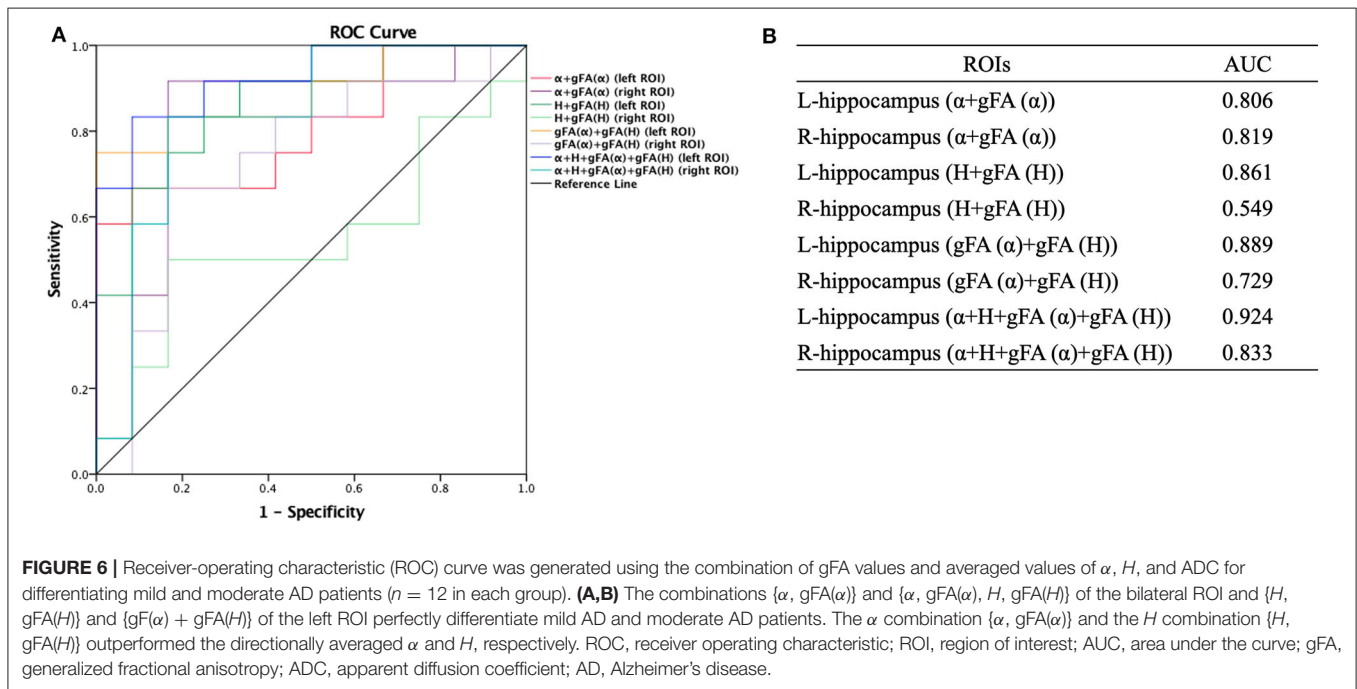 A
ROC Curve
Sensitivity
1.0
0.8
0.6
0.4
0.2
0.0
0.0 0.2 0.4 0.6 0.8 1.0
1 - Specificity
α+gFA(α) (left ROI)
α+gFA(α) (right ROI)
H+gFA(H) (left ROI)
H+gFA(H) (right ROI)
gFA(α)+gFA(H) (left ROI)
gFA(α)+gFA(H) (right ROI)
α+H+gFA(α)+gFA(H) (left ROI)
α+H+gFA(α)+gFA(H) (right ROI)
Reference Line
B
ROIs AUC
L-hippocampus (α+gFA (α)) 0.806
R-hippocampus (α+gFA (α)) 0.819
L-hippocampus (H+gFA (H)) 0.861
R-hippocampus (H+gFA (H)) 0.549
L-hippocampus (gFA (α)+gFA (H)) 0.889
R-hippocampus (gFA (α)+gFA (H)) 0.729
L-hippocampus (α+H+gFA (α)+gFA (H)) 0.924
R-hippocampus (α+H+gFA (α)+gFA (H)) 0.833
FIGURE 6 | Receiver-operating characteristic (ROC) curve was generated using the combination of gFA values and averaged values of α, H, and ADC for
differentiating mild and moderate AD patients (n = 12 in each group). (A,B) The combinations {α, gFA(α)} and {α, gFA(α), H, gFA(H)} of the bilateral ROI and {H,
gFA(H)} and {gF(α) + gFA(H)} of the left ROI perfectly differentiate mild AD and moderate AD patients. The α combination {α, gFA(α)} and the H combination {H,
gFA(H)} outperformed the directionally averaged α and H, respectively. ROC, receiver operating characteristic; ROI, region of interest; AUC, area under the curve; gFA,
generalized fractional anisotropy; ADC, apparent diffusion coefficient; AD, Alzheimer's disease.